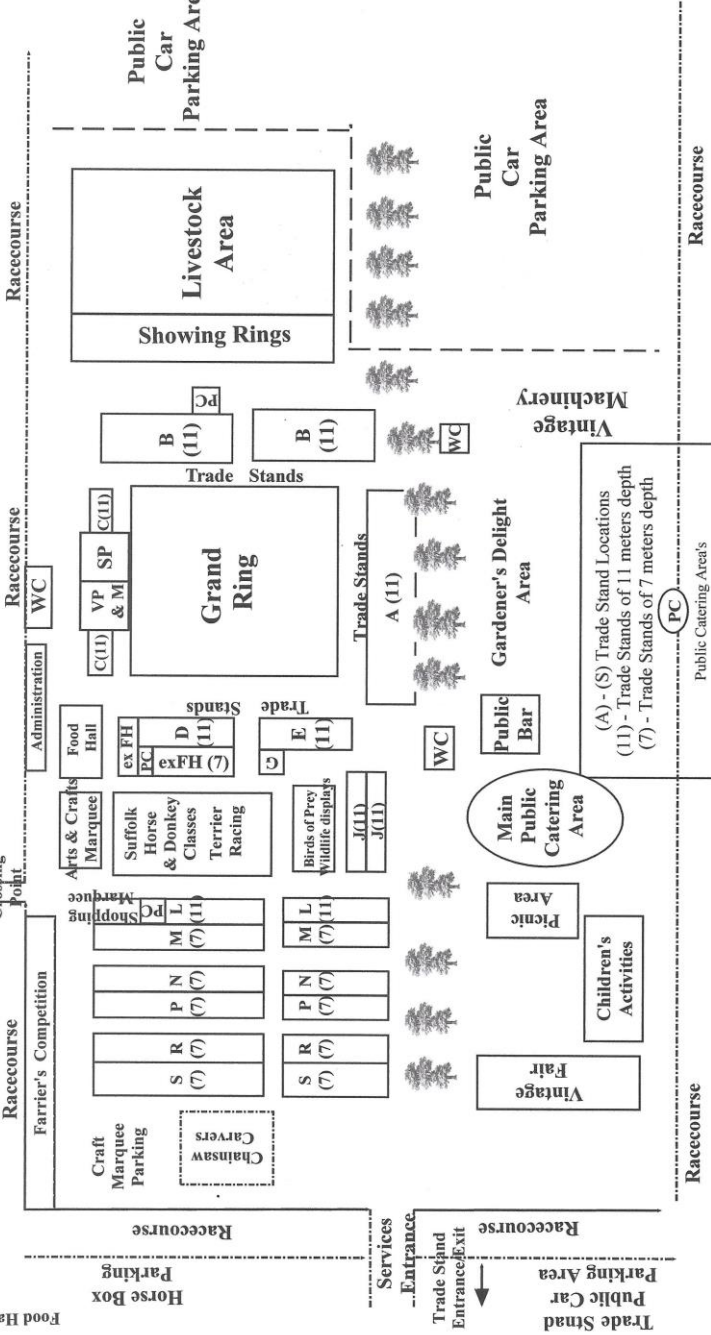 Public
Car
Parking Area
Racecourse
Livestock
Area
Showing Rings
Public
Car
Parking Area
Racecourse
PC
B
(11)
B
(11)
Trade Stands
WC
Vintage
Machinery
Racecourse
WC
C(11)
SP
VP
& M
C(11)
Grand
Ring
Trade Stands
A (11)
Gardener's Delight
Area
(A) - (S) Trade Stand Locations
(11) - Trade Stands of 11 meters depth
(7) - Trade Stands of 7 meters depth
PC
Public Catering Area's
Administration
Food
Hall
ex FH
PC
exFH (7)
D
(11)
Trade
Stands
E
(11)
G
WC
Public
Bar
Arts & Crafts
Marquee
Suffolk
Horse
& Donkey
Classes
Terrier
Racing
Birds of Prey
Wildlife displays
J(11)
J(11)
Main
Public
Catering
Area
Point
Shopping
Marquee
PC
L
(11)
M
(7)
L
(11)
M
(7)
Picnic
Area
Racecourse
Farrier's Competition
N
(7)
P
(7)
N
(7)
P
(7)
Children's
Activities
R
(7)
S
(7)
R
(7)
S
(7)
Vintage
Fair
Craft
Marquee
Parking
Chainsaw
Carvers
Racecourse
Racecourse
Services
Entrance
Racecourse
Horse Box
Parking
Trade Stand
Entrance/Exit
Trade Stnad
Public Car
Parking Area
Food